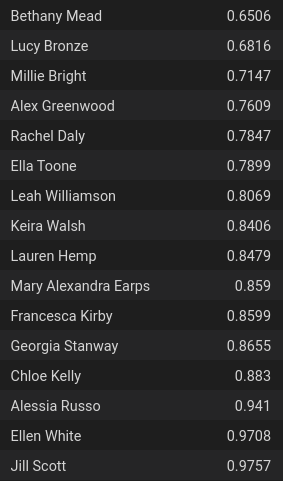 Bethany Mead 0.6506
Lucy Bronze 0.6816
Millie Bright 0.7147
Alex Greenwood 0.7609
Rachel Daly 0.7847
Ella Toone 0.7899
Leah Williamson 0.8069
Keira Walsh 0.8406
Lauren Hemp 0.8479
Mary Alexandra Earps 0.859
Francesca Kirby 0.8599
Georgia Stanway 0.8655
Chloe Kelly 0.883
Alessia Russo 0.941
Ellen White 0.9708
Jill Scott 0.9757